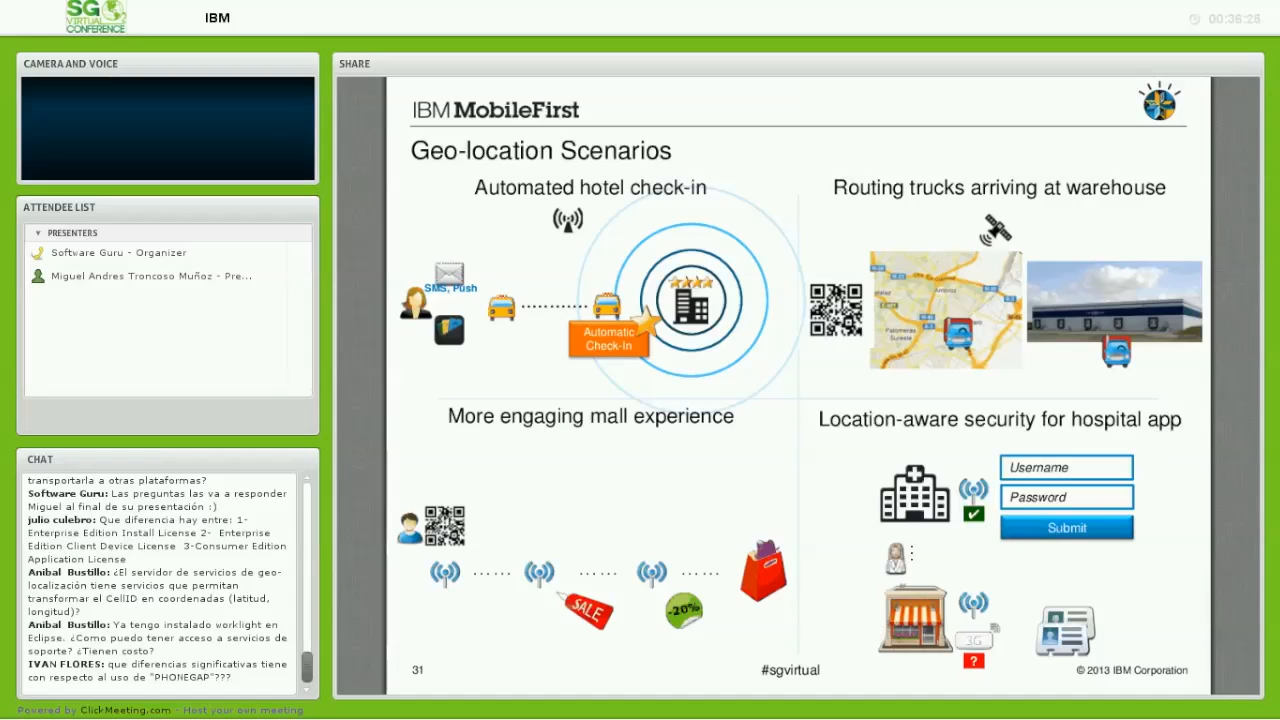 SG
VIRTUAL
CONFERENCE
IBM
00:36:26
CAMERA AND VOICE
ATTENDEE LIST
PRESENTERS
Software Guru - Organizer
Miguel Andres Troncoso Muñoz - Pre...
CHAT
transportarla a otras plataformas?
Software Guru: Las preguntas las va a responder
Miguel al final de su presentación :)
julio culebro: Que diferencia hay entre: 1-
Enterprise Edition Install License 2- Enterprise
Edition Client Device License 3-Consumer Edition
Application License
Anibal Bustillo: ¿El servidor de servicios de geo-
localización tiene servicios que permitan
transformar el CellID en coordenadas (latitud,
longitud)?
Anibal Bustillo: Ya tengo instalado worklight en
Eclipse. ¿Como puedo tener acceso a servicios de
soporte? ¿Tienen costo?
IVAN FLORES: que diferencias significativas tiene
con respecto al uso de "PHONEGAP"???
Powered by ClickMeeting.com - Host your own meeting
SHARE
IBM MobileFirst
Geo-location Scenarios
Automated hotel check-in
SMS, Push
Automatic
Check-In
Routing trucks arriving at warehouse
More engaging mall experience
SALE
-20%
Location-aware security for hospital app
Username
Password
Submit
3G
?
31
#sgvirtual
© 2013 IBM Corporation